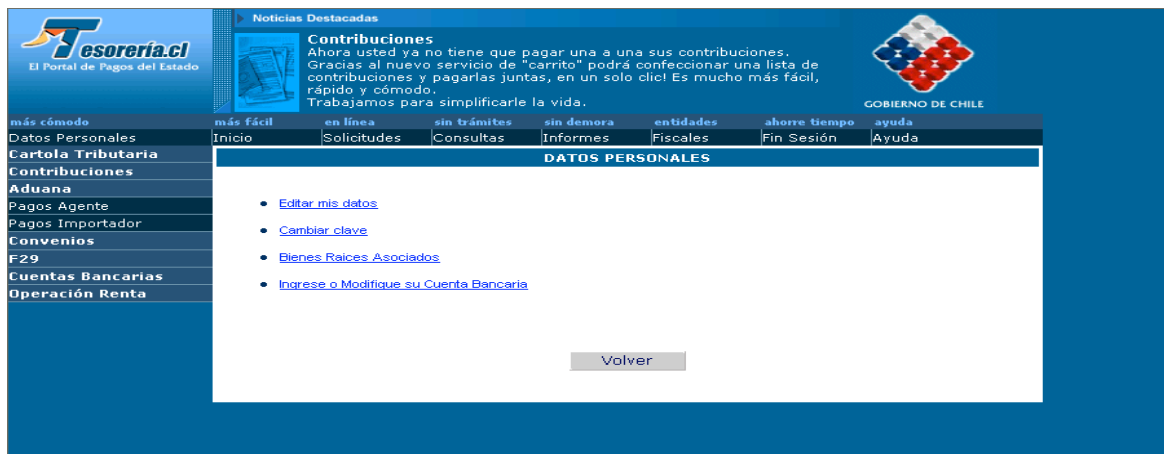 Tesorería.cl
El Portal de Pagos del Estado
Noticias Destacadas
Contribuciones
Ahora usted ya no tiene que pagar una a una sus contribuciones.
Gracias al nuevo servicio de "carrito" podrá confeccionar una lista de
contribuciones y pagarlas juntas, en un solo clic! Es mucho más fácil,
rápido y cómodo.
Trabajamos para simplificarle la vida.
GOBIERNO DE CHILE
más cómodo
más fácil
en línea
sin trámites
sin demora
entidades
ahorre tiempo
ayuda
Datos Personales
Inicio
Solicitudes
Consultas
Informes
Fiscales
Fin Sesión
Ayuda
Cartola Tributaria
Contribuciones
Aduana
Pagos Agente
Pagos Importador
Convenios
F29
Cuentas Bancarias
Operación Renta
DATOS PERSONALES
Editar mis datos
Cambiar clave
Bienes Raices Asociados
Ingrese o Modifique su Cuenta Bancaria
Volver